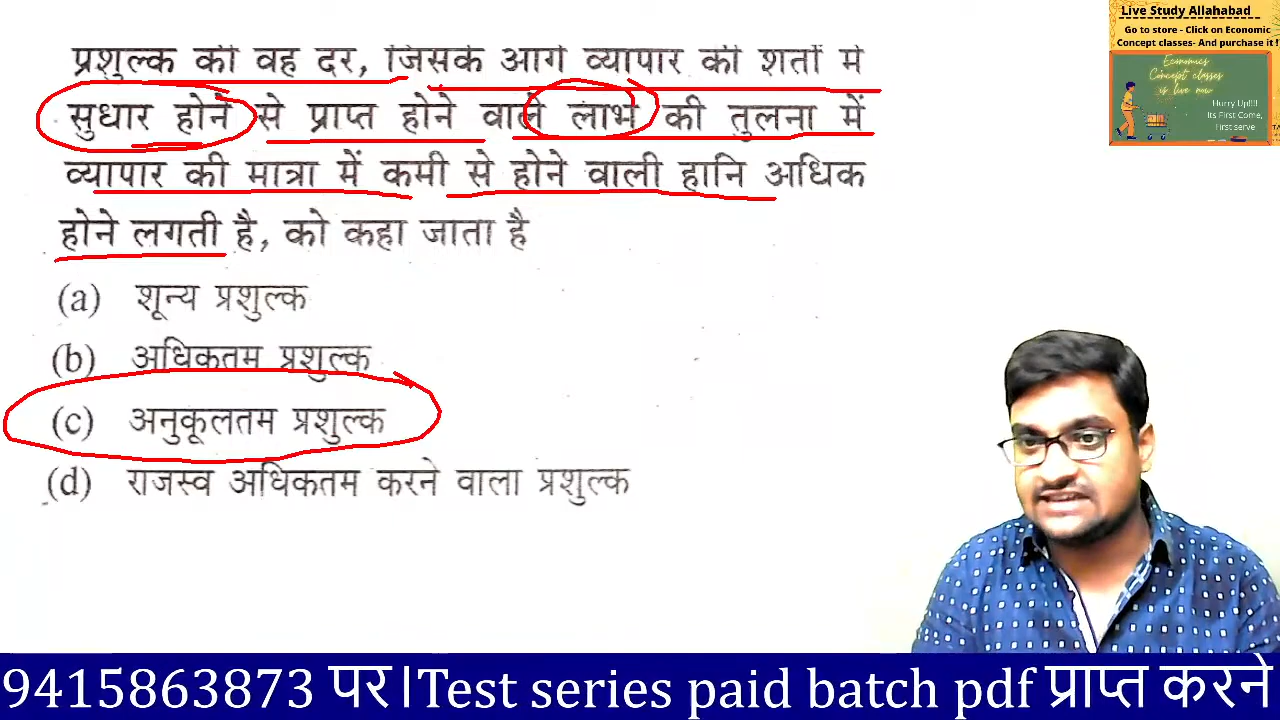 प्रशुल्क की वह दर, जिसके आगे व्यापार की शर्तों में
सुधार होने से प्राप्त होने वाले लाभ की तुलना में
व्यापार की मात्रा में कमी से होने वाली हानि अधिक
होने लगती है, को कहा जाता है
(a) शून्य प्रशुल्क
(b) अधिकतम प्रशुल्क
(c) अनुकूलतम प्रशुल्क
(d) राजस्व अधिकतम करने वाला प्रशुल्क
Live Study Allahabad
Go to store - Click on Economic
Concept classes- And purchase it !
Economics
Concept classes
is live now
Hurry Up!!!!
Its First Come,
First serve
9415863873 पर।Test series paid batch pdf प्राप्त करने